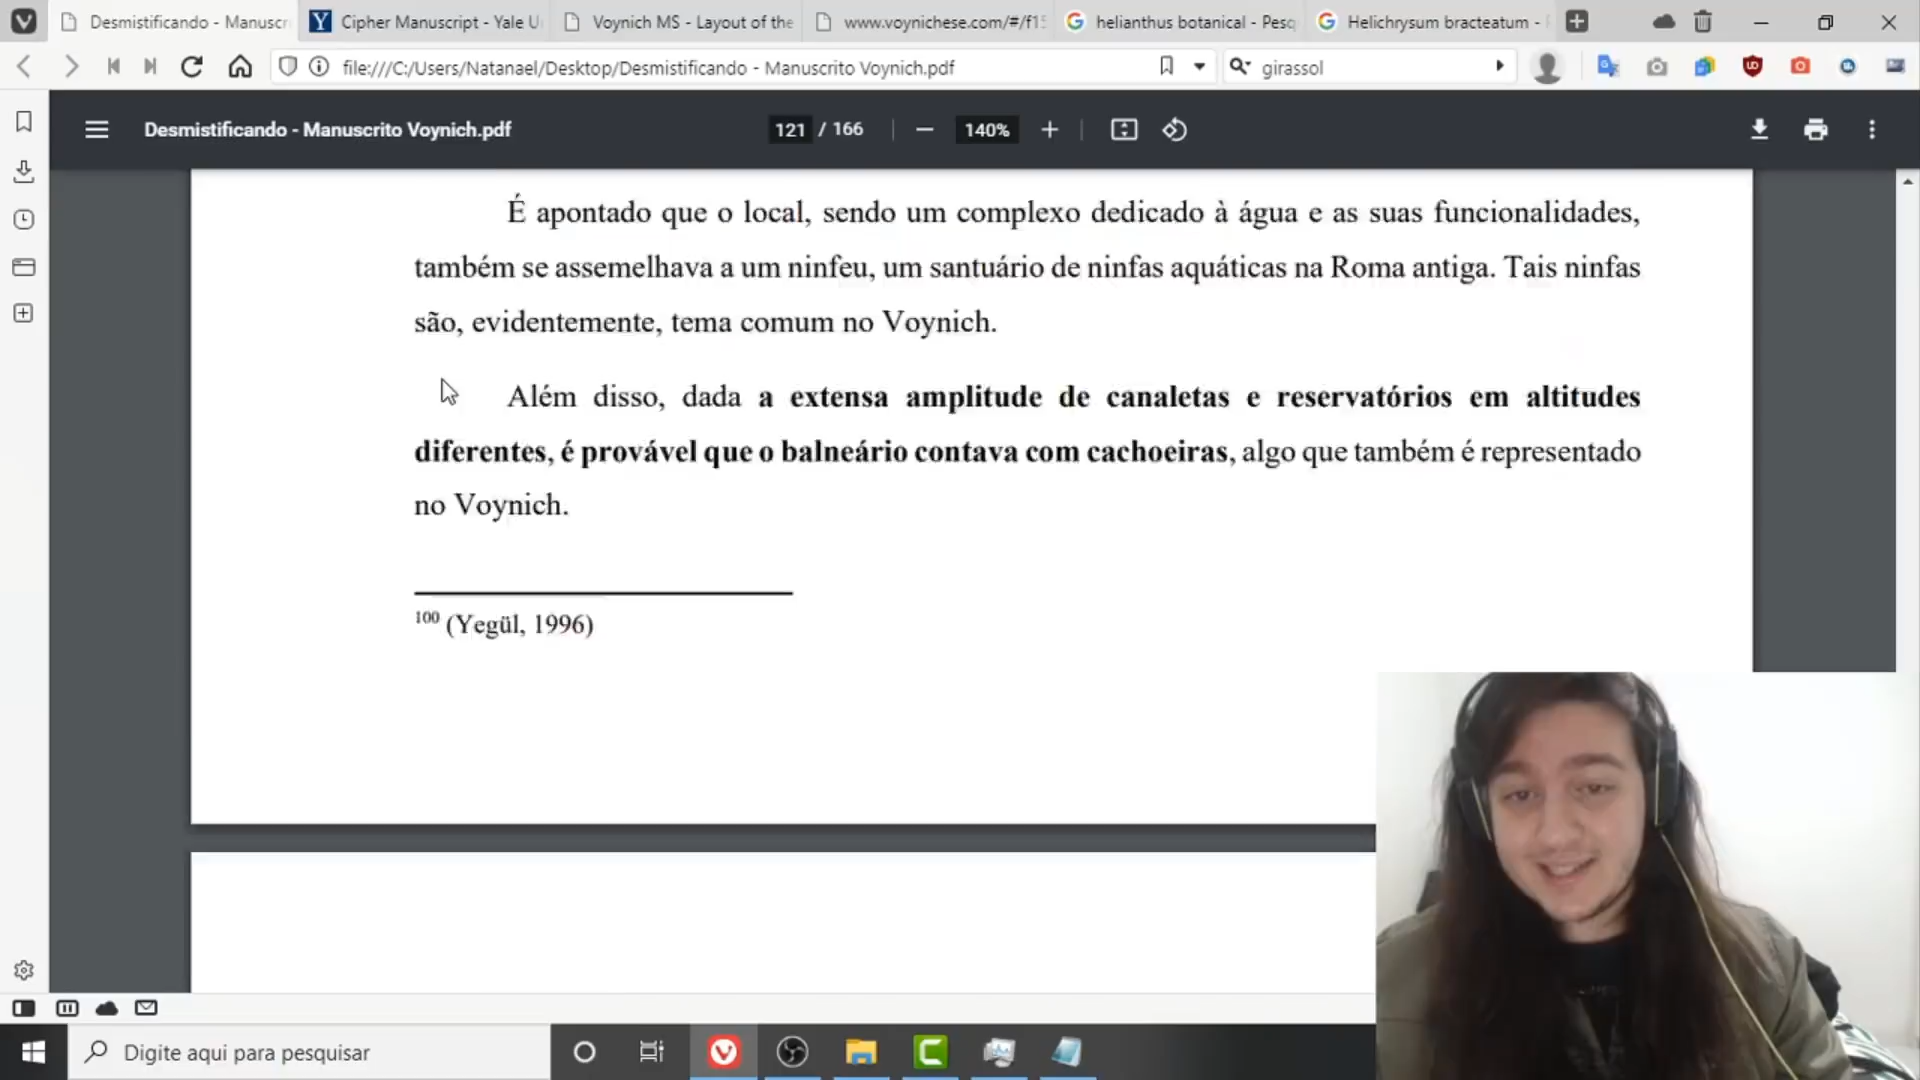 Desmistificando - Manuscri
Cipher Manuscript - Yale U
Voynich MS - Layout of the
www.voynichese.com/#/f15
helianthus botanical - Pesq
Helichrysum bracteatum -
file:///C:/Users/Natanael/Desktop/Desmistificando - Manuscrito Voynich.pdf
girassol
Desmistificando - Manuscrito Voynich.pdf
121 / 166
140%
É apontado que o local, sendo um complexo dedicado à água e as suas funcionalidades,
também se assemelhava a um ninfeu, um santuário de ninfas aquáticas na Roma antiga. Tais ninfas
são, evidentemente, tema comum no Voynich.
Além disso, dada a extensa amplitude de canaletas e reservatórios em altitudes
diferentes, é provável que o balneário contava com cachoeiras, algo que também é representado
no Voynich.
100 (Yegül, 1996)
Digite aqui para pesquisar